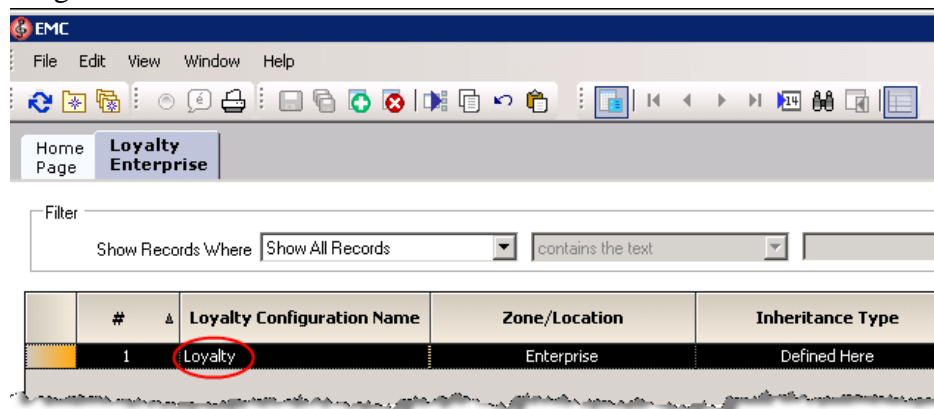 EMC
File Edit View Window Help
é 14
Home Page Loyalty Enterprise
Filter
Show Records Where Show All Records contains the text
# Loyalty Configuration Name Zone/Location Inheritance Type
1 Loyalty Enterprise Defined Here